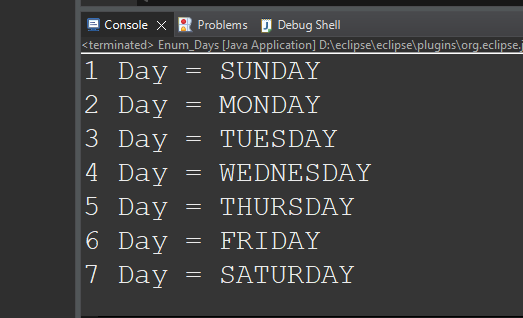 Console Problems Debug Shell
<terminated> Enum_Days [Java Application] D:\eclipse\eclipse\plugins\org.eclipse.j
1 Day = SUNDAY
2 Day = MONDAY
3 Day = TUESDAY
4 Day = WEDNESDAY
5 Day = THURSDAY
6 Day = FRIDAY
7 Day = SATURDAY